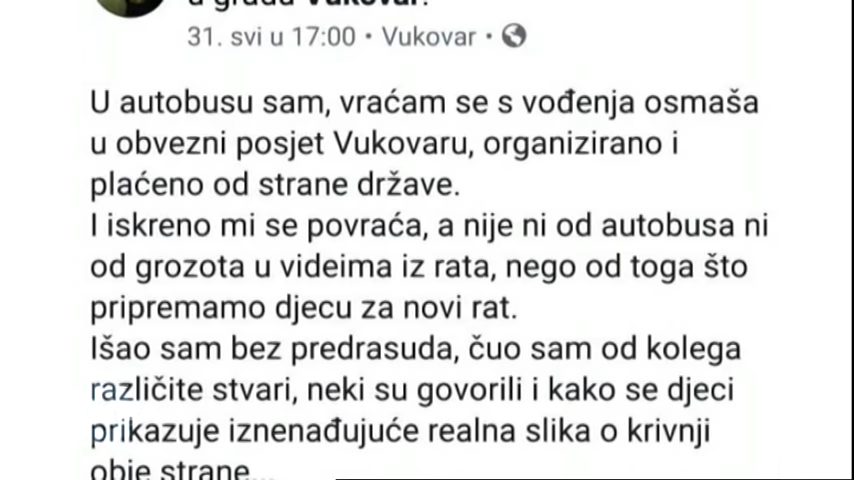 u gradu Vukovar.
31. svi u 17:00 • Vukovar •
U autobusu sam, vraćam se s vođenja osmaša
u obvezni posjet Vukovaru, organizirano i
plaćeno od strane države.
I iskreno mi se povraća, a nije ni od autobusa ni
od grozota u videima iz rata, nego od toga što
pripremamo djecu za novi rat.
Išao sam bez predrasuda, čuo sam od kolega
različite stvari, neki su govorili i kako se djeci
prikazuje iznenađujuće realna slika o krivnji
obje strane...